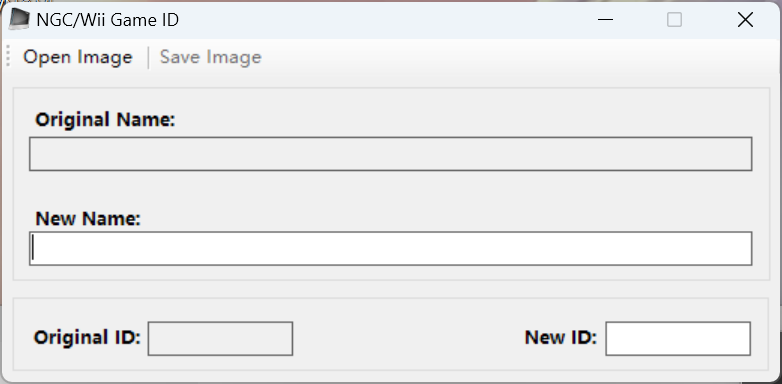 NGC/Wii Game ID
Open Image Save Image
Original Name:
New Name:
Original ID: New ID: